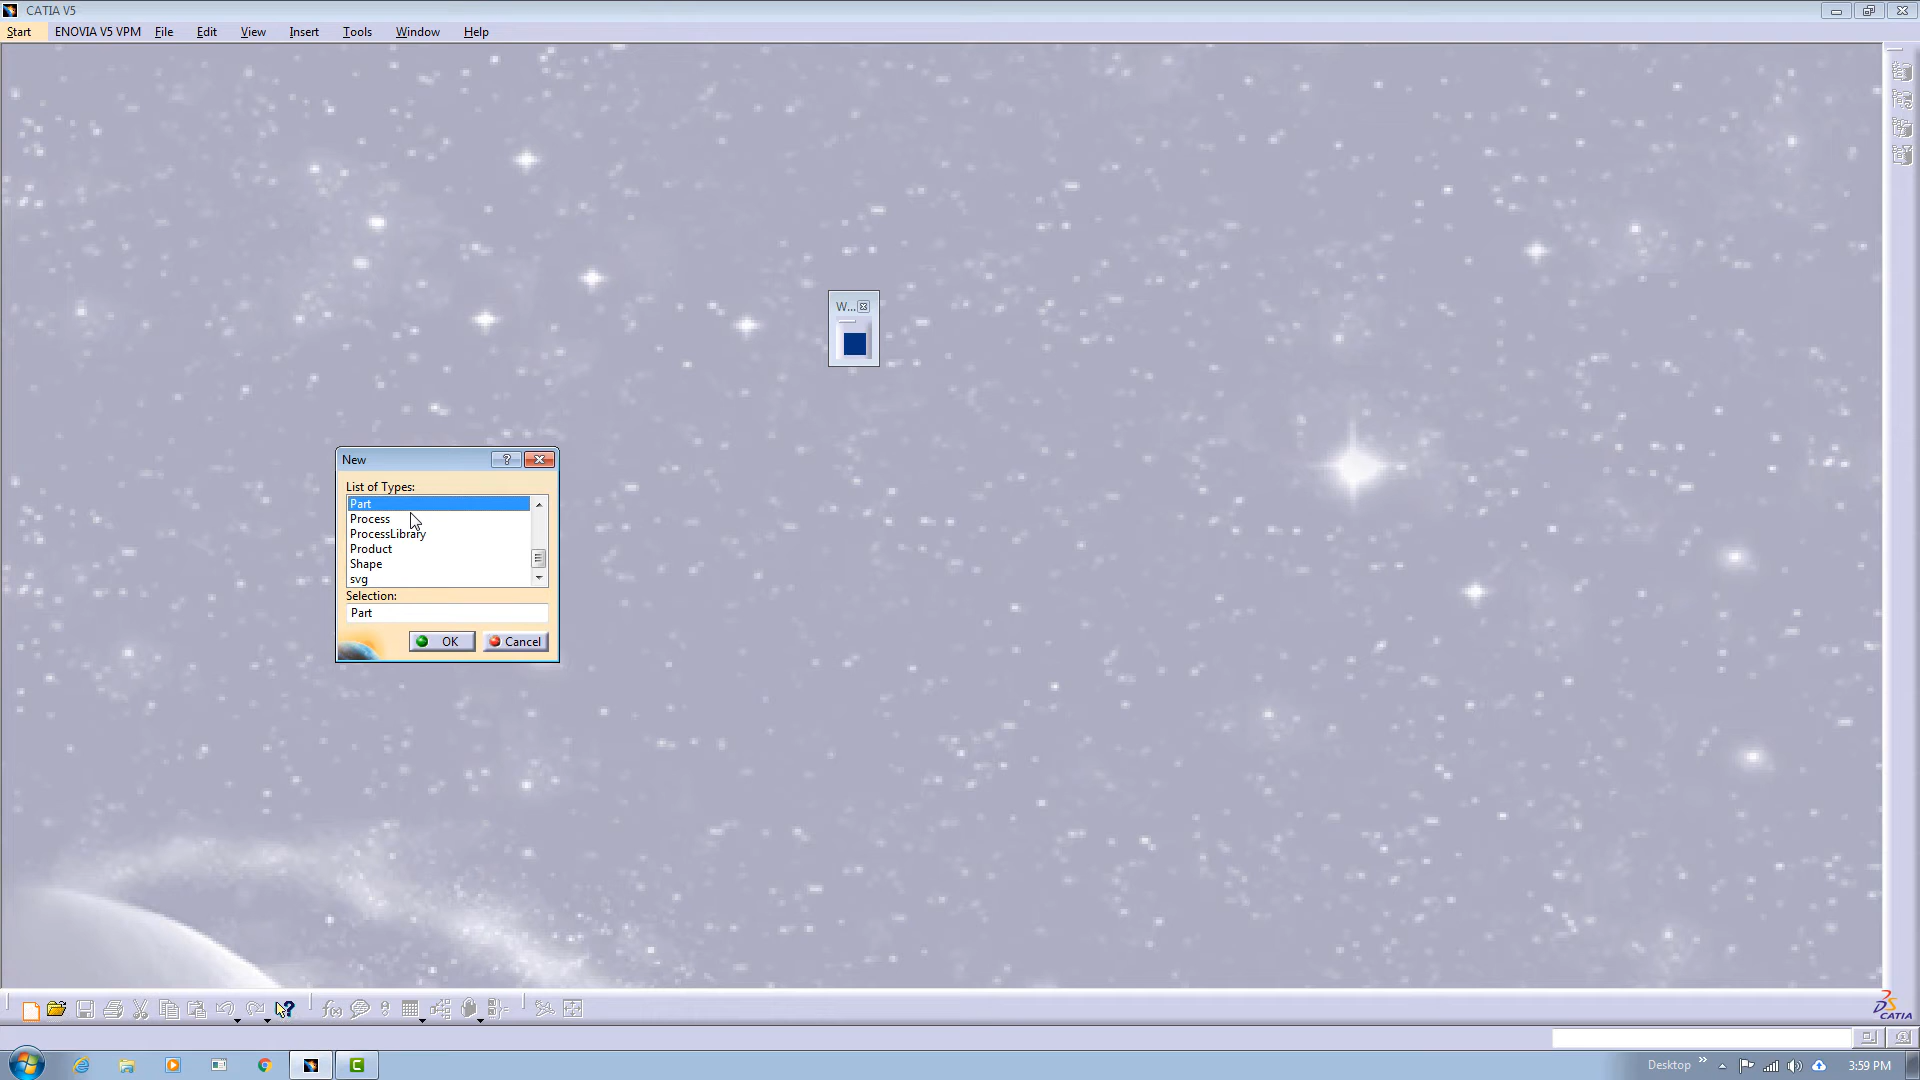 CATIA V5
Start ENOVIA V5 VPM File Edit View Insert Tools Window Help
W...
New
List of Types:
Part
Process
ProcessLibrary
Product
Shape
svg
Selection:
Part
OK Cancel
f(x)
CATIA
Desktop 3:59 PM